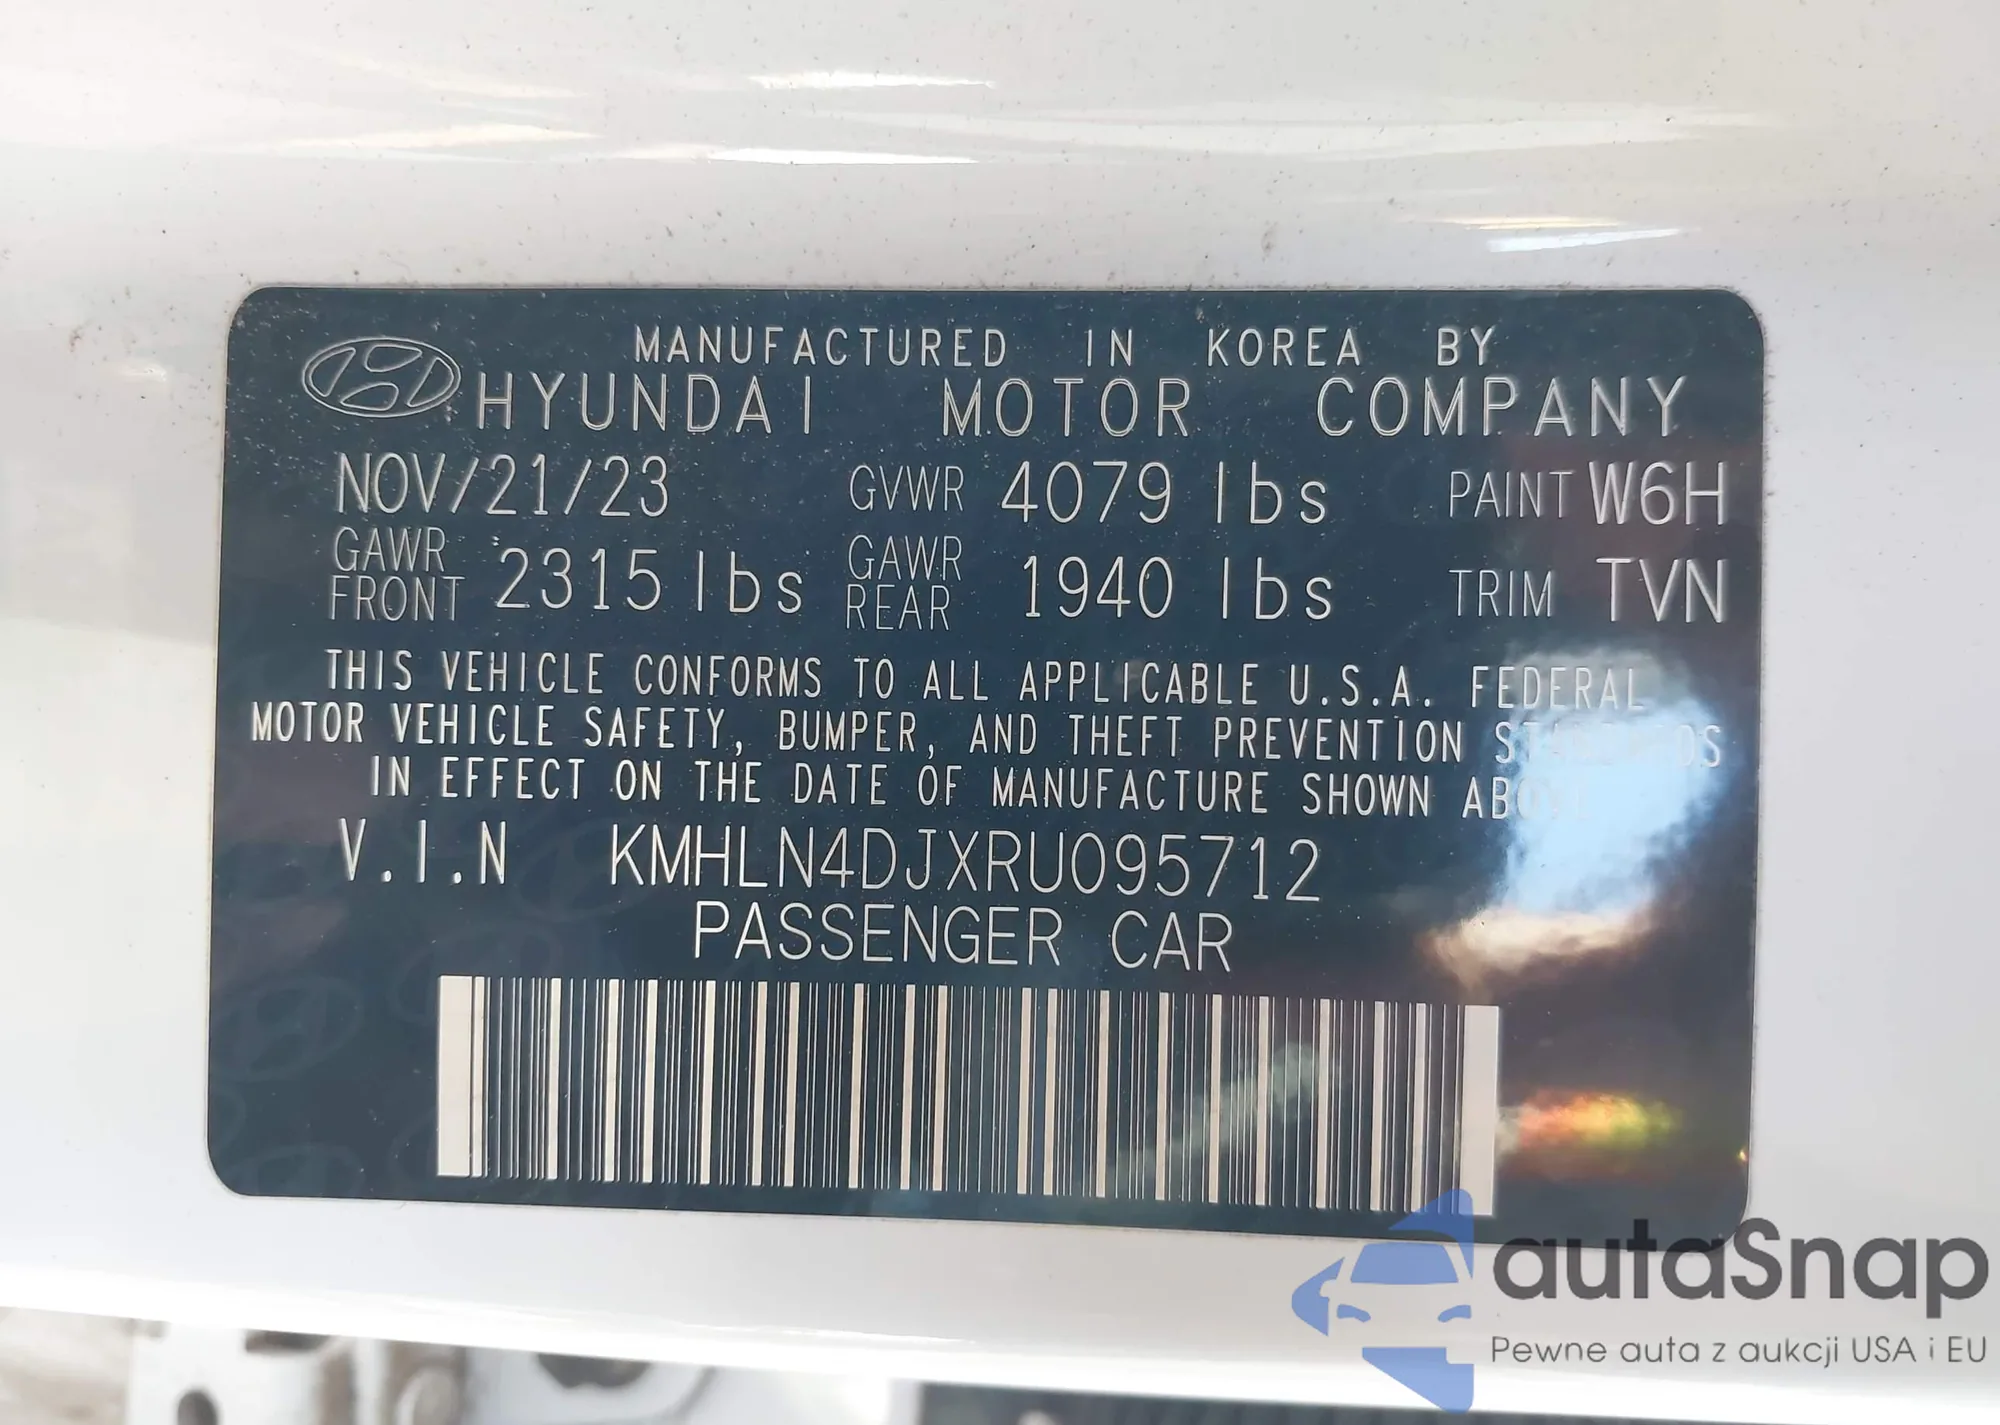 MANUFACTURED IN KOREA BY
HYUNDAI MOTOR COMPANY
NOV/21/23 GVWR 4079 lbs PAINT W6H
GAWR FRONT 2315 lbs GAWR REAR 1940 lbs TRIM TVN
THIS VEHICLE CONFORMS TO ALL APPLICABLE U.S.A. FEDERAL
MOTOR VEHICLE SAFETY, BUMPER, AND THEFT PREVENTION STANDARDS
IN EFFECT ON THE DATE OF MANUFACTURE SHOWN ABOVE
V.I.N KMHLN4DJXRU095712
PASSENGER CAR
autaSnap
Pewne auta z aukcji USA i EU